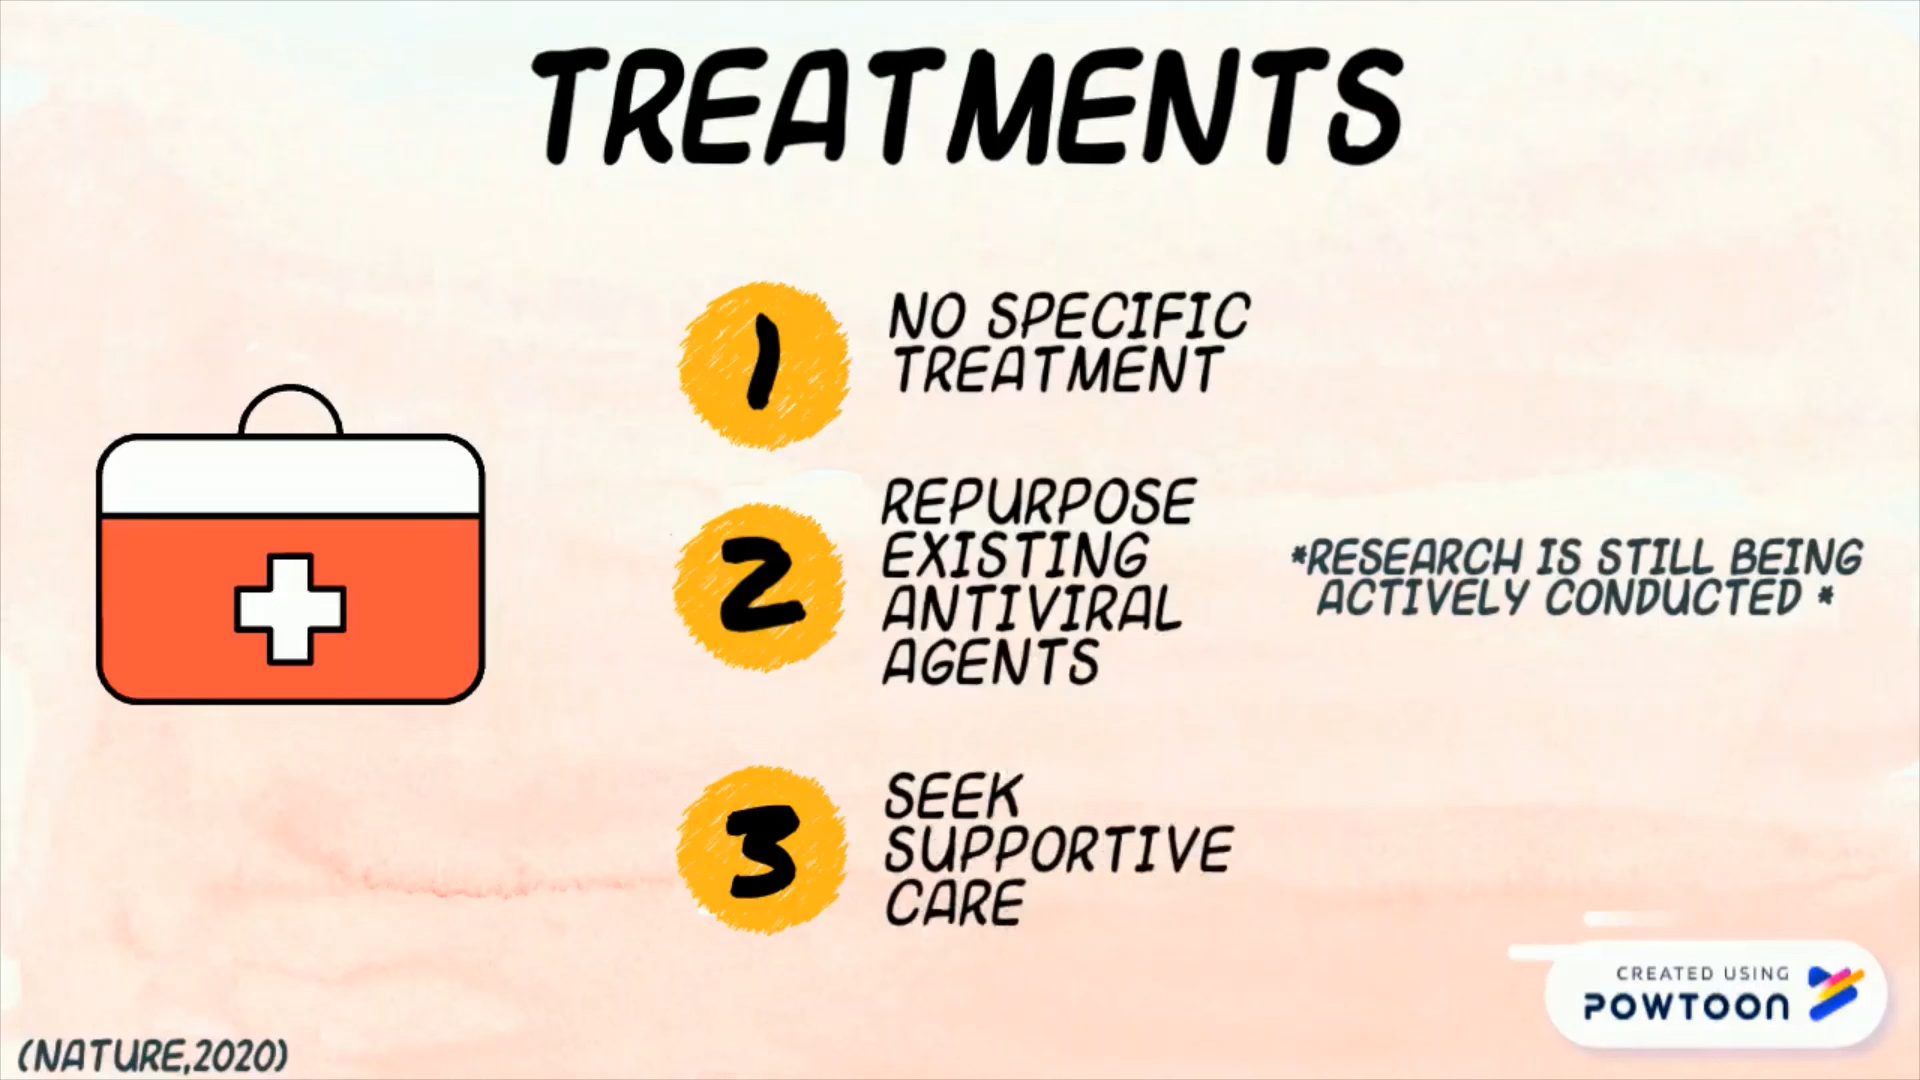 TREATMENTS
1
NO SPECIFIC
TREATMENT
2
REPURPOSE
EXISTING
ANTIVIRAL
AGENTS
*RESEARCH IS STILL BEING
ACTIVELY CONDUCTED *
3
SEEK
SUPPORTIVE
CARE
CREATED USING
POWTOON
(NATURE,2020)